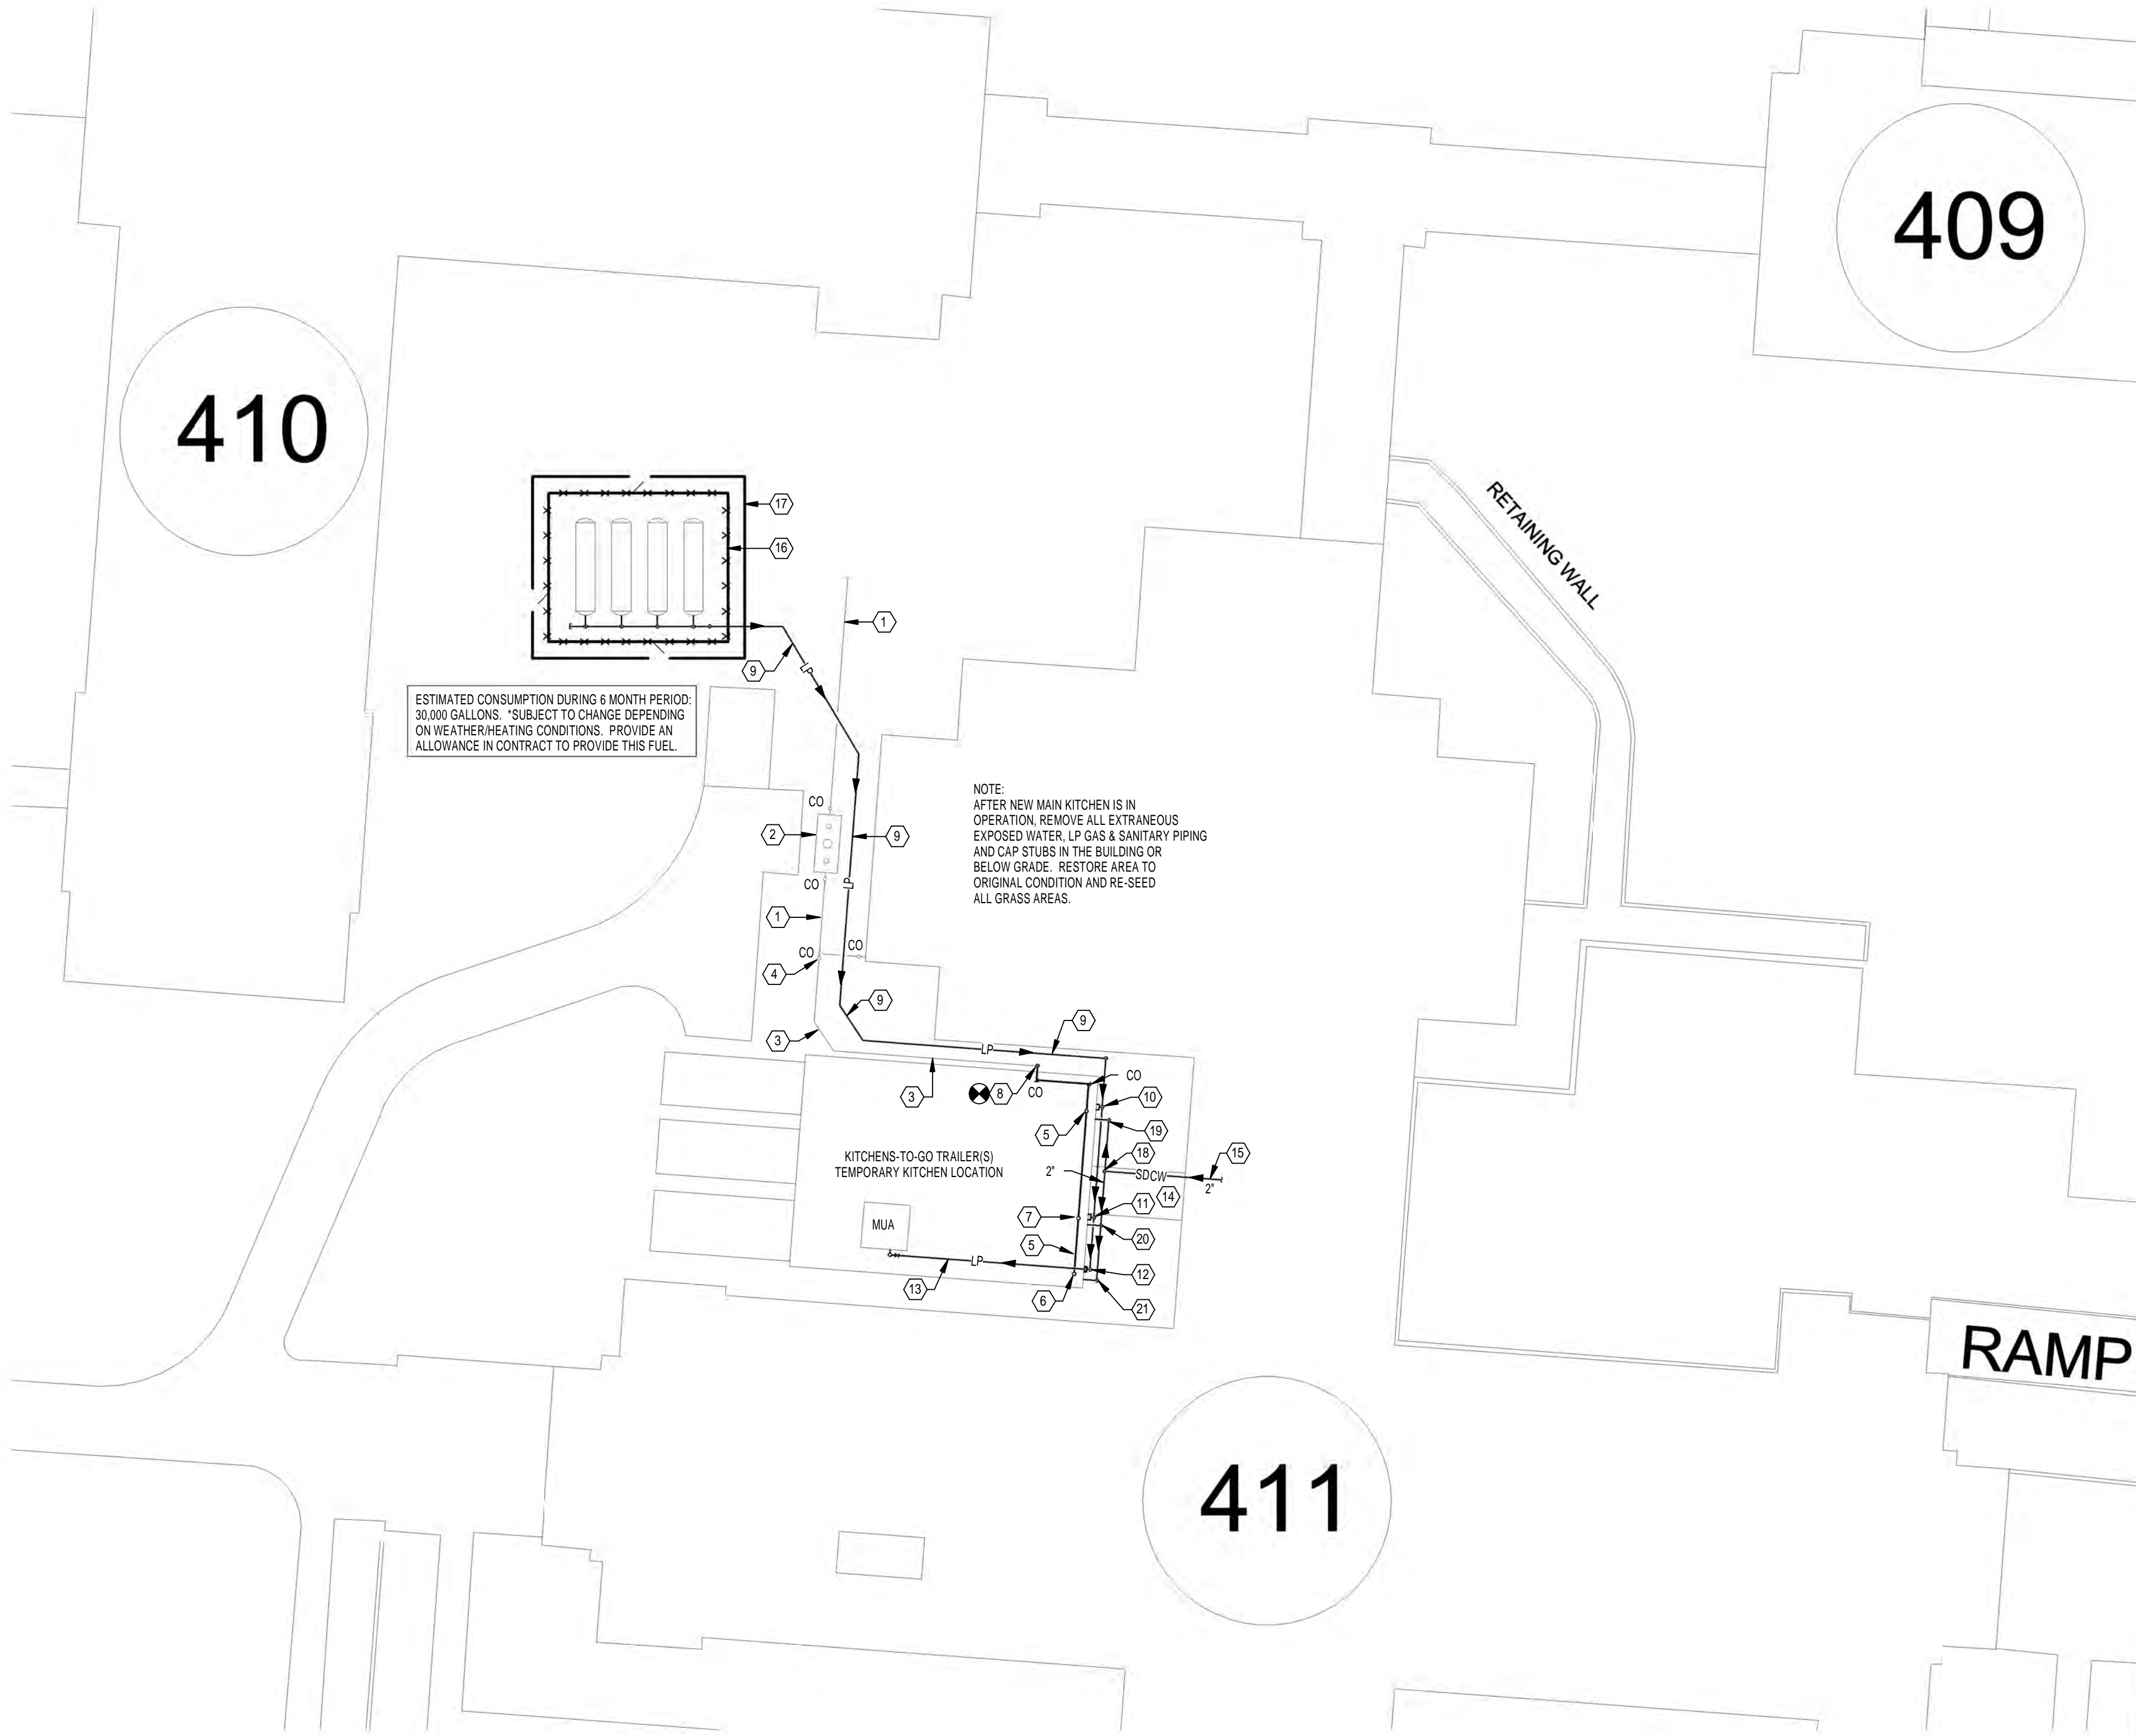 409
410
RETAINING WALL
17
16
1
9
LP
ESTIMATED CONSUMPTION DURING 6 MONTH PERIOD:
30,000 GALLONS. *SUBJECT TO CHANGE DEPENDING
ON WEATHER/HEATING CONDITIONS. PROVIDE AN
ALLOWANCE IN CONTRACT TO PROVIDE THIS FUEL.
NOTE:
AFTER NEW MAIN KITCHEN IS IN
OPERATION, REMOVE ALL EXTRANEOUS
EXPOSED WATER, LP GAS & SANITARY PIPING
AND CAP STUBS IN THE BUILDING OR
BELOW GRADE. RESTORE AREA TO
ORIGINAL CONDITION AND RE-SEED
ALL GRASS AREAS.
CO
2
9
CO
LP
1
CO
CO
4
9
3
9
LP
CO
3
8
CO
10
5
19
KITCHENS-TO-GO TRAILER(S)
TEMPORARY KITCHEN LOCATION
18
15
2"
SDCW
2"
14
11
7
MUA
20
5
LP
12
13
6
21
RAMP
411